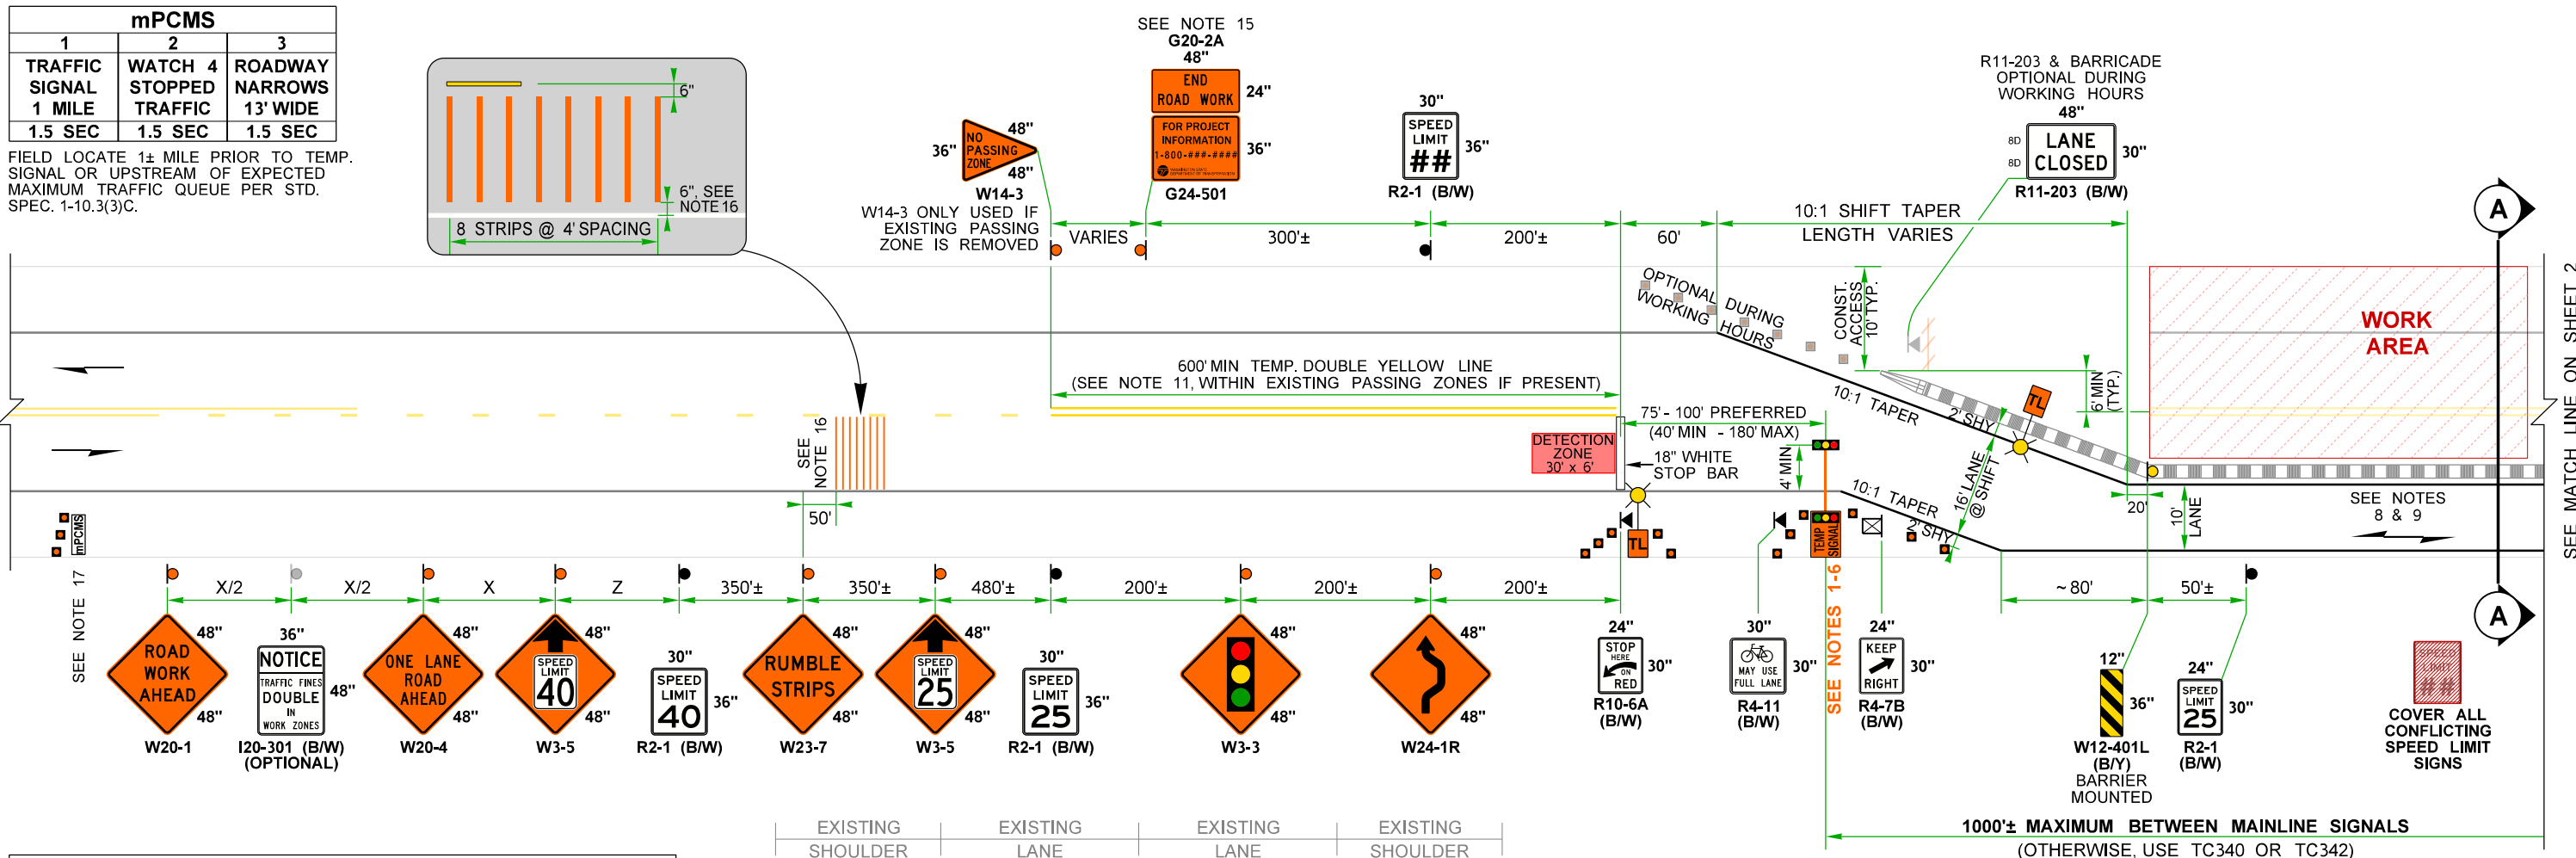 mPCMS
1 2 3
TRAFFIC SIGNAL 1 MILE
WATCH 4 STOPPED TRAFFIC
ROADWAY NARROWS 13' WIDE
1.5 SEC 1.5 SEC 1.5 SEC
FIELD LOCATE 1± MILE PRIOR TO TEMP.
SIGNAL OR UPSTREAM OF EXPECTED
MAXIMUM TRAFFIC QUEUE PER STD.
SPEC. 1-10.3(3)C.
6"
6", SEE
NOTE 16
8 STRIPS @ 4' SPACING
NO
PASSING
ZONE
36"
48"
48"
W14-3
W14-3 ONLY USED IF
EXISTING PASSING
ZONE IS REMOVED
SEE NOTE 15
G20-2A
48"
END
ROAD WORK
24"
FOR PROJECT
INFORMATION
1-800-###-####
36"
G24-501
30"
SPEED
LIMIT
##
36"
R2-1 (B/W)
VARIES
300'±
200'±
60'
10:1 SHIFT TAPER
LENGTH VARIES
R11-203 & BARRICADE
OPTIONAL DURING
WORKING HOURS
48"
8D
8D
LANE
CLOSED
30"
R11-203 (B/W)
A
SEE MATCH LINE ON SHEET 2
OPTIONAL DURING
WORKING HOURS
CONST.
ACCESS
10' TYP.
WORK
AREA
600' MIN TEMP. DOUBLE YELLOW LINE
(SEE NOTE 11, WITHIN EXISTING PASSING ZONES IF PRESENT)
10:1 TAPER
2' SHY
TL
6' MIN
(TYP.)
75' - 100' PREFERRED
(40' MIN - 180' MAX)
DETECTION
ZONE
30' x 6'
18" WHITE
STOP BAR
4' MIN
SEE
NOTE 16
50'
10:1 TAPER
2' SHY
16' LANE
@ SHIFT
20'
10'
LANE
SEE NOTES
8 & 9
mPCMS
SEE NOTE 17
TL
TEMP
SIGNAL
SEE NOTES 1-6
X/2
X/2
X
Z
350'±
350'±
480'±
200'±
200'±
200'±
~ 80'
50'±
A
ROAD
WORK
AHEAD
48"
48"
W20-1
36"
NOTICE
TRAFFIC FINES
DOUBLE
IN
WORK ZONES
48"
I20-301 (B/W)
(OPTIONAL)
ONE LANE
ROAD
AHEAD
48"
48"
W20-4
SPEED
LIMIT
40
48"
48"
W3-5
30"
SPEED
LIMIT
40
36"
R2-1 (B/W)
RUMBLE
STRIPS
48"
48"
W23-7
SPEED
LIMIT
25
48"
48"
W3-5
30"
SPEED
LIMIT
25
36"
R2-1 (B/W)
48"
48"
W3-3
48"
48"
W24-1R
24"
STOP
HERE
ON
RED
30"
R10-6A
(B/W)
30"
MAY USE
FULL LANE
30"
R4-11
(B/W)
24"
KEEP
RIGHT
30"
R4-7B
(B/W)
12"
36"
W12-401L
(B/Y)
BARRIER
MOUNTED
24"
SPEED
LIMIT
25
30"
R2-1
(B/W)
SPEED
LIMIT
##
COVER ALL
CONFLICTING
SPEED LIMIT
SIGNS
1000'± MAXIMUM BETWEEN MAINLINE SIGNALS
(OTHERWISE, USE TC340 OR TC342)
EXISTING EXISTING EXISTING EXISTING
SHOULDER LANE LANE SHOULDER